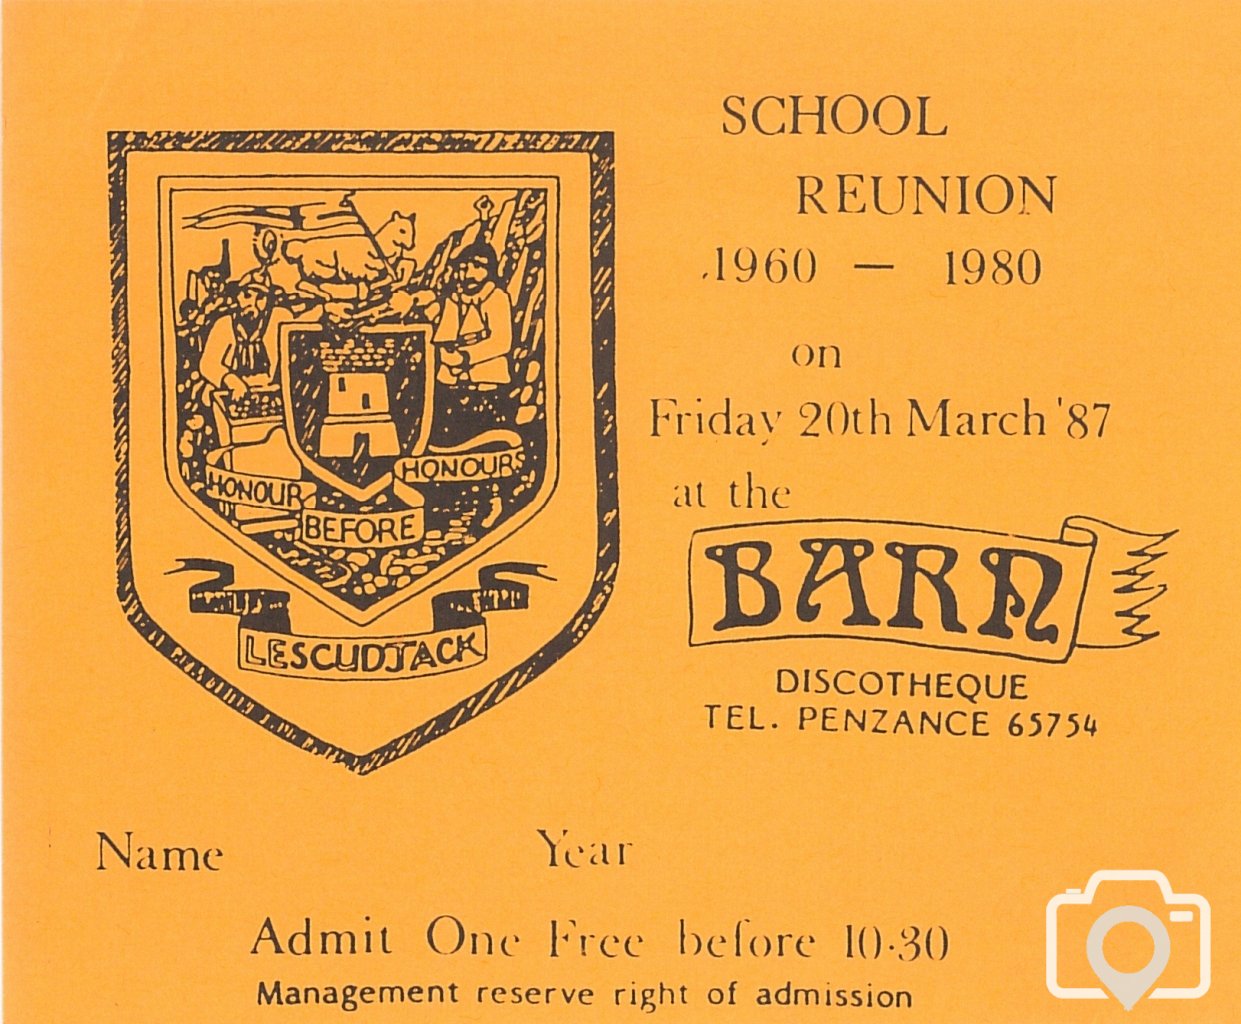 SCHOOL
REUNION
1960 — 1980
on
Friday 20th March '87
at the
BARN
DISCOTHEQUE
TEL. PENZANCE 65754
HONOUR
BEFORE
HONOURS
LESCUDJACK
Name Year
Admit One Free before 10·30
Management reserve right of admission